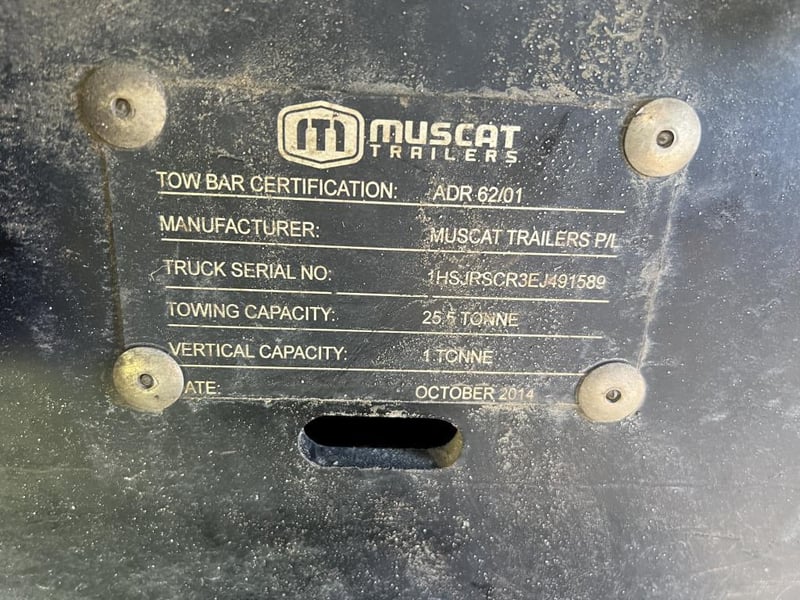 MUSCAT
TRAILERS
TOW BAR CERTIFICATION: ADR 62/01
MANUFACTURER: MUSCAT TRAILERS P/L
TRUCK SERIAL NO: 1HSJRSCR3EJ491589
TOWING CAPACITY: 25.5 TONNE
VERTICAL CAPACITY: 1 TONNE
ATE: OCTOBER 2014